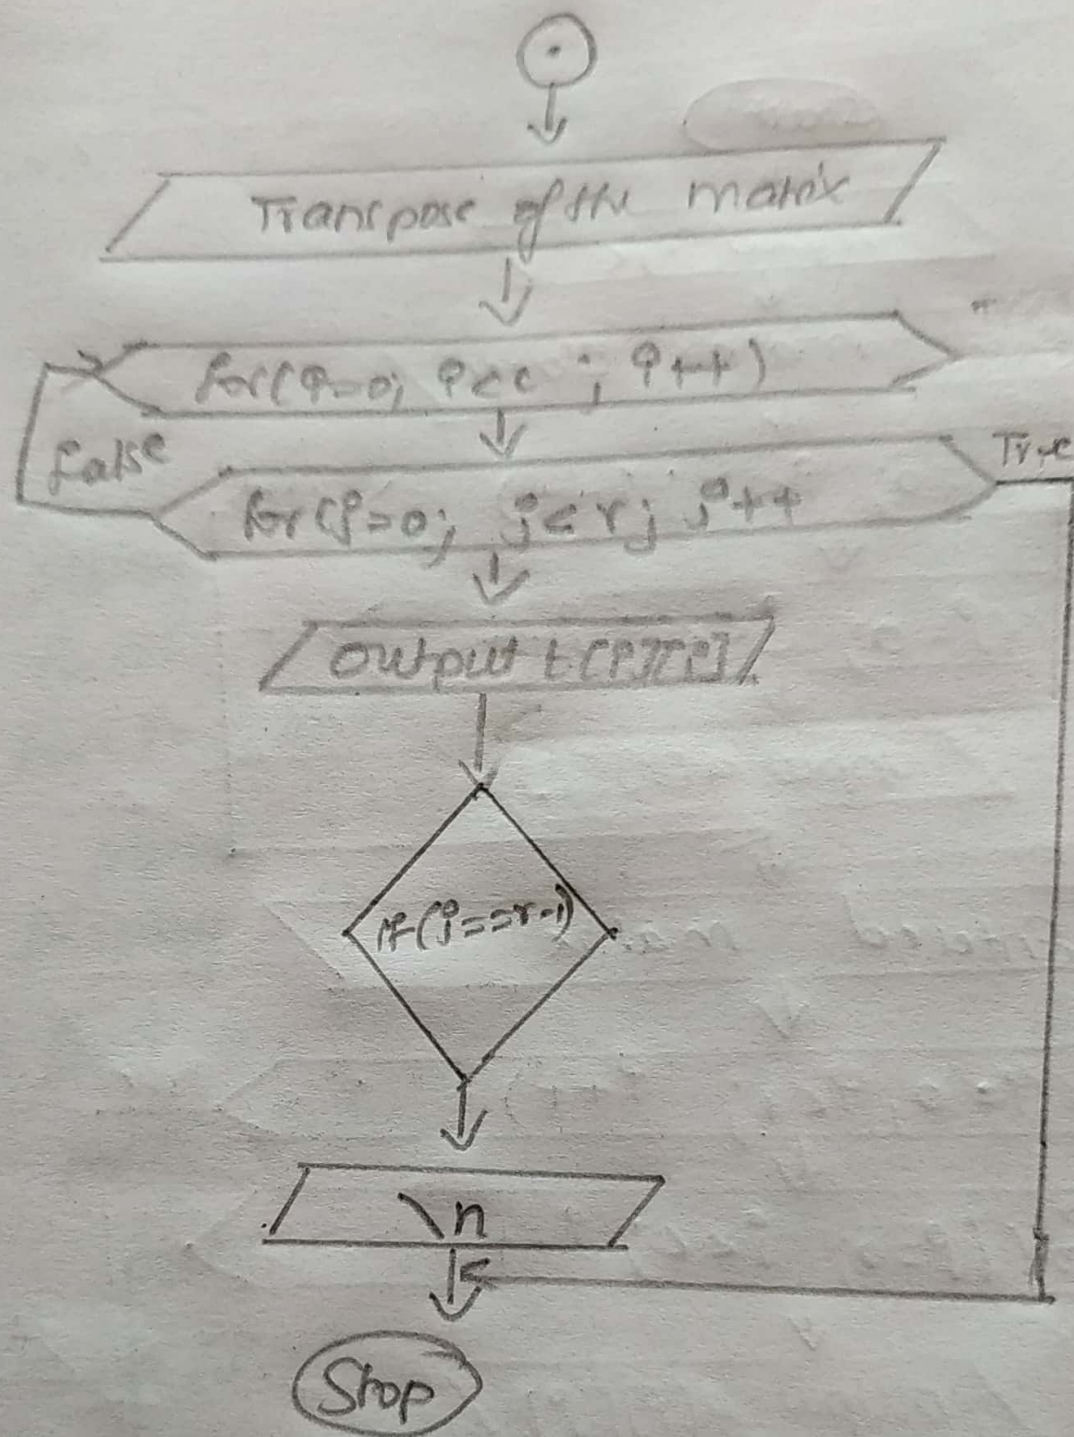 Transpose of the matrix
for(i=0; i<c ; i++)
false
True
for(j=0; j<r; j++
Output t[i][j]
if(j==r-1)
\n
Stop